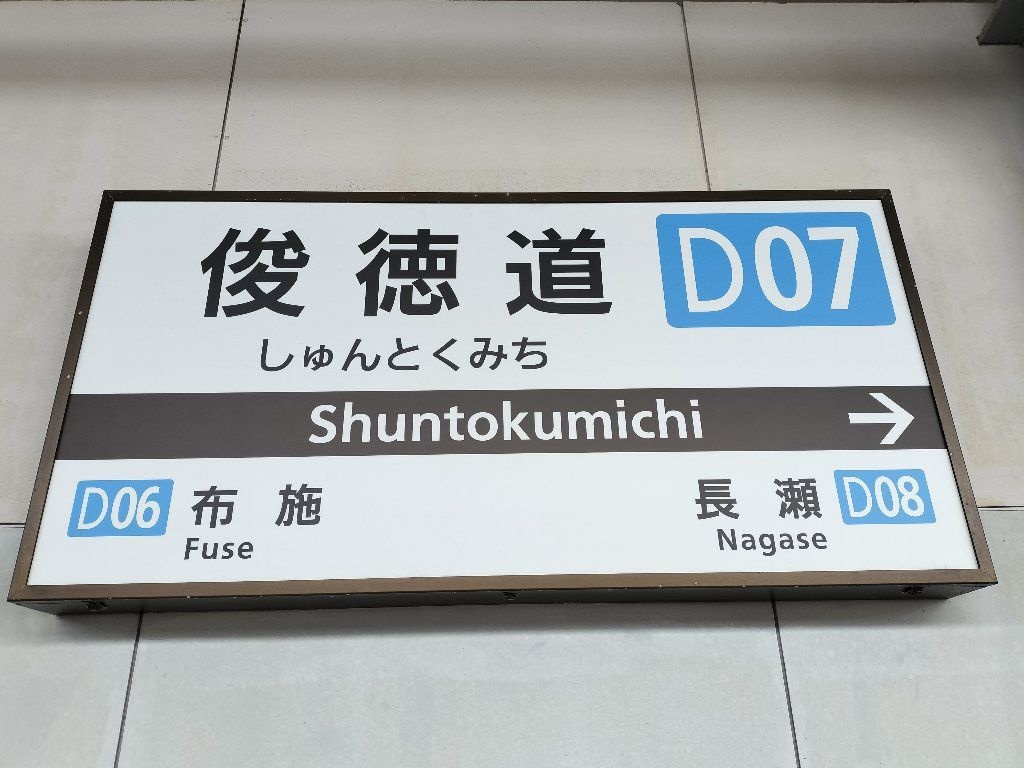 俊徳道 D07
しゅんとくみち
Shuntokumichi →
D06 布施 長瀬 D08
Fuse Nagase